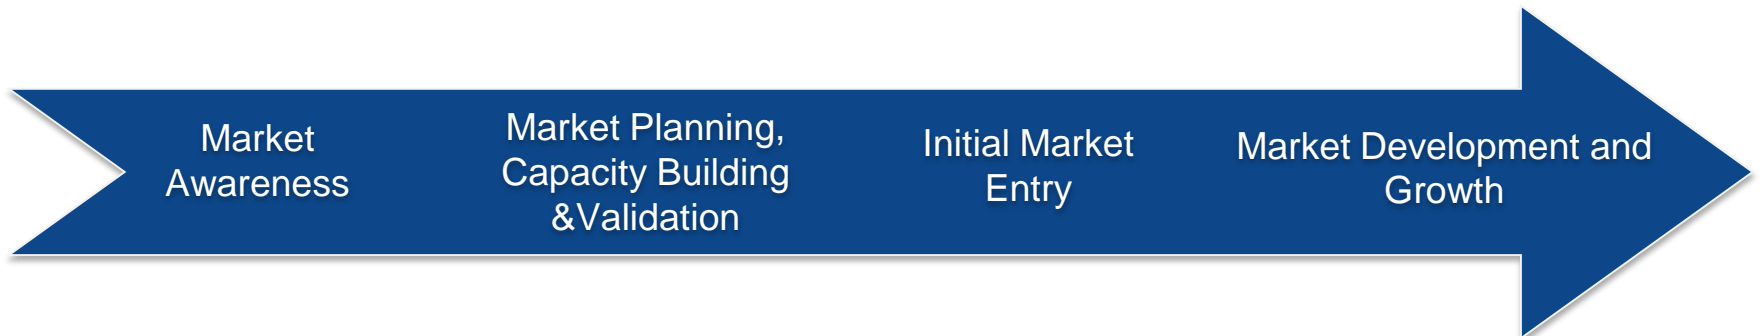 Market
Awareness
Market Planning,
Capacity Building
&Validation
Initial Market
Entry
Market Development and
Growth